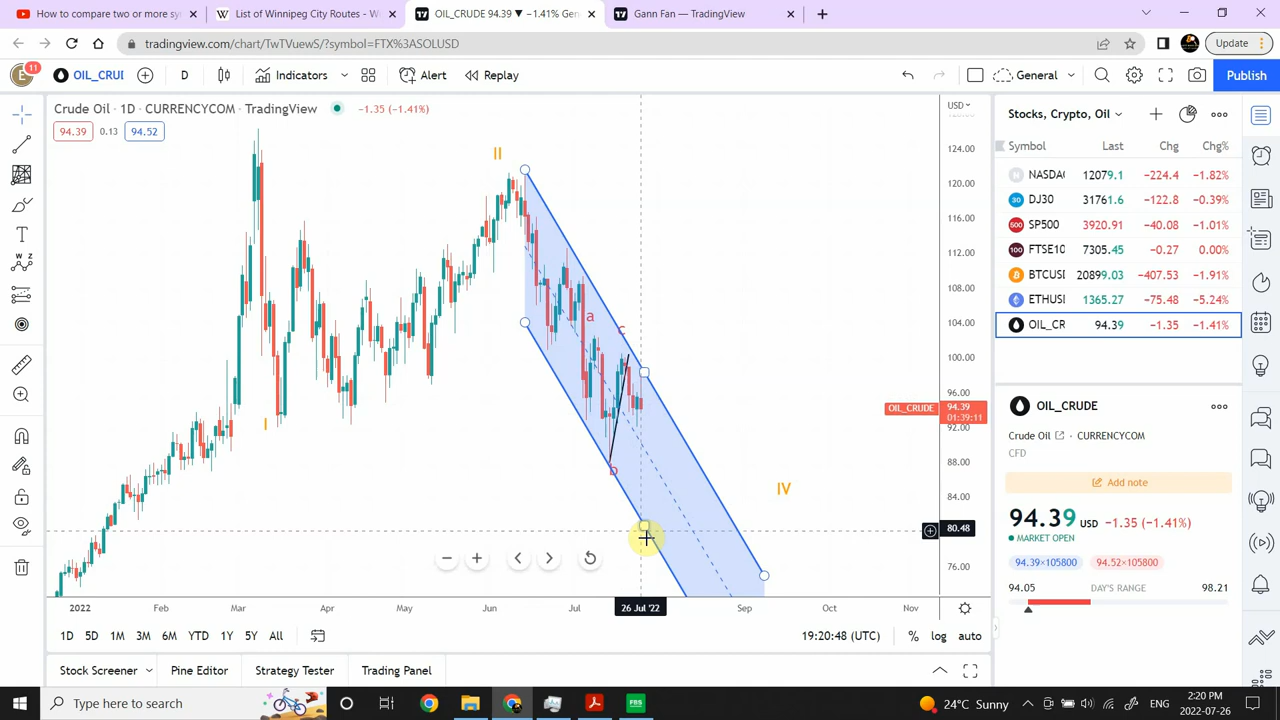 How to compare two or more sy
List of Winnipeg City Routes - W
OIL_CRUDE 94.39 ▼ −1.41% Gen
Gann Fan — TradingView
tradingview.com/chart/TwTVuewS/?symbol=FTX%3ASOLUSD
Update
11
E
OIL_CRUD
D
Indicators
Alert
Replay
General
Publish
Crude Oil · 1D · CURRENCYCOM · TradingView
−1.35 (−1.41%)
94.39
0.13
94.52
USD
124.00
120.00
116.00
112.00
108.00
104.00
100.00
96.00
OIL_CRUDE
94.39
01:39:11
92.00
88.00
84.00
80.48
76.00
I
II
a
b
c
IV
2022
Feb
Mar
Apr
May
Jun
Jul
26 Jul '22
Sep
Oct
Nov
1D
5D
1M
3M
6M
YTD
1Y
5Y
All
19:20:48 (UTC)
%
log
auto
Stock Screener
Pine Editor
Strategy Tester
Trading Panel
Stocks, Crypto, Oil
Symbol Last Chg Chg%
NASDA 12079.1 −224.4 −1.82%
DJ30 31761.6 −122.8 −0.39%
SP500 3920.91 −40.08 −1.01%
FTSE10 7305.45 −0.27 0.00%
BTCUSD 20899.03 −407.53 −1.91%
ETHUSD 1365.27 −75.48 −5.24%
OIL_CR 94.39 −1.35 −1.41%
OIL_CRUDE
Crude Oil · CURRENCYCOM
CFD
Add note
94.39 USD −1.35 (−1.41%)
MARKET OPEN
94.39×105800
94.52×105800
94.05
DAY'S RANGE
98.21
Type here to search
FBS
24°C Sunny
2:20 PM
2022-07-26